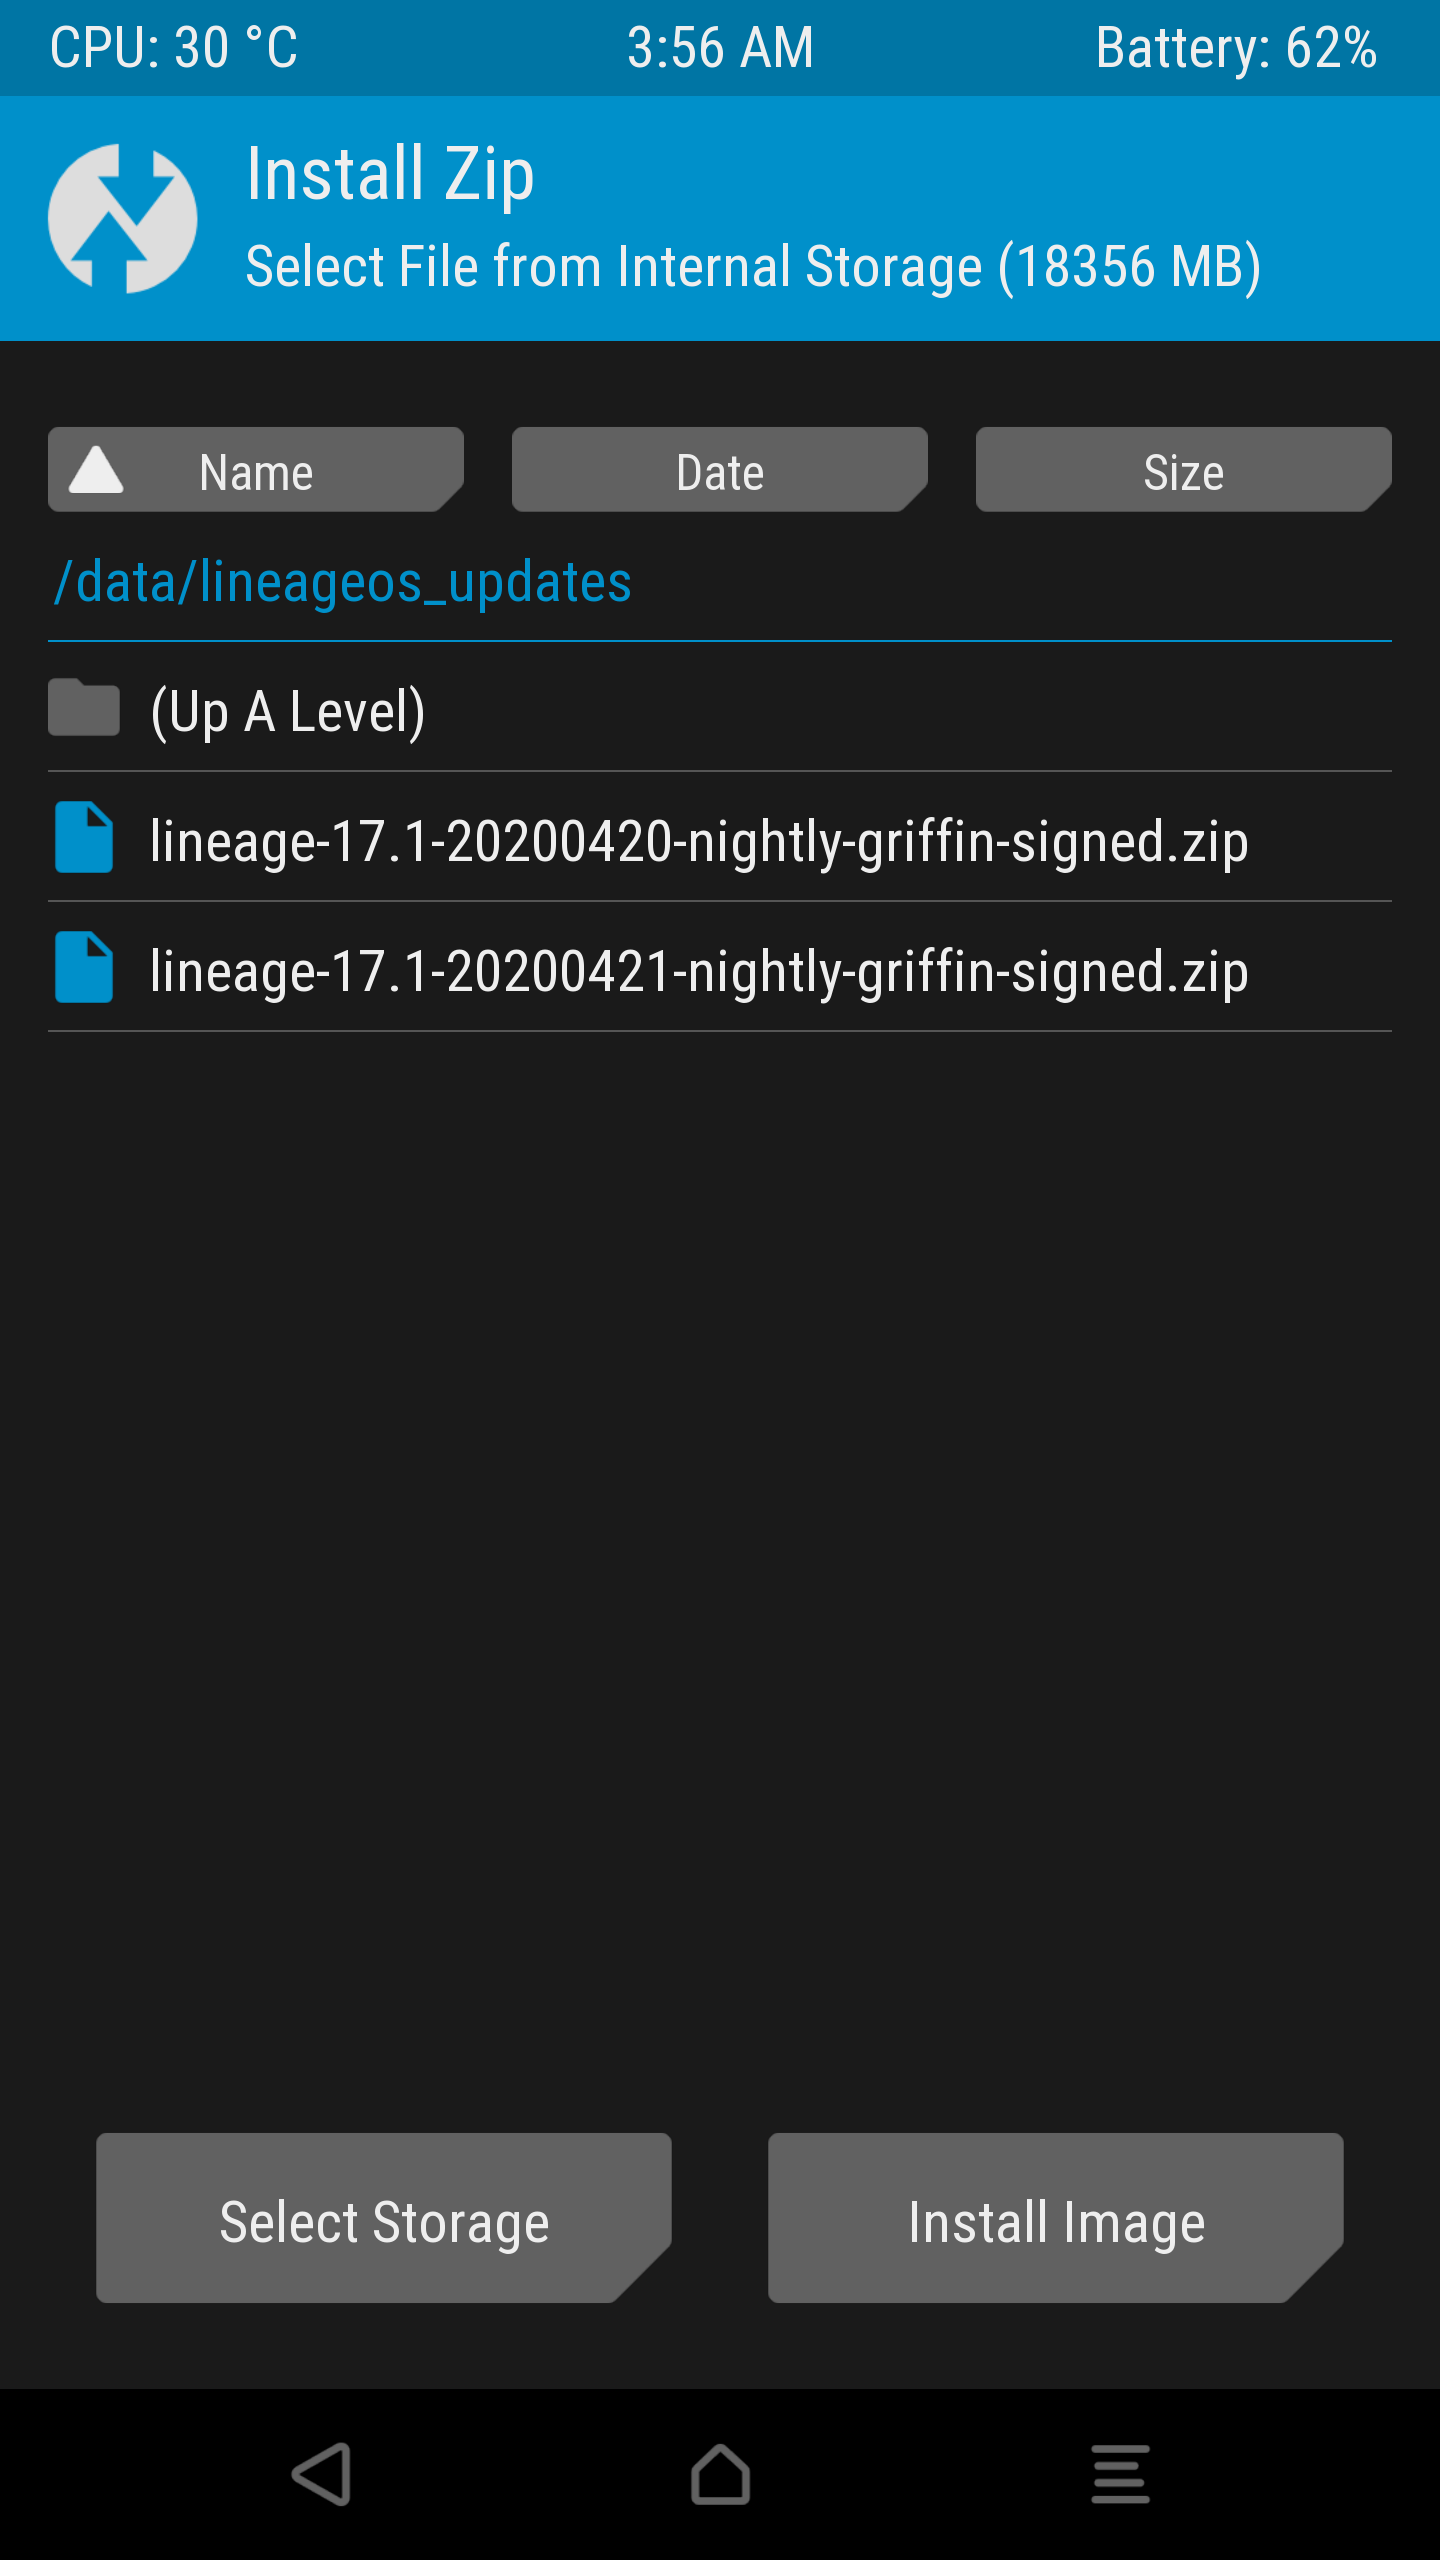 CPU: 30 °C 3:56 AM Battery: 62%
Install Zip
Select File from Internal Storage (18356 MB)
Name Date Size
/data/lineageos_updates
(Up A Level)
lineage-17.1-20200420-nightly-griffin-signed.zip
lineage-17.1-20200421-nightly-griffin-signed.zip
Select Storage Install Image